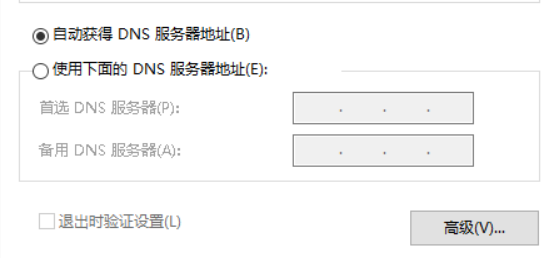 自动获得 DNS 服务器地址(B)
使用下面的 DNS 服务器地址(E):
首选 DNS 服务器(P):
备用 DNS 服务器(A):
退出时验证设置(L)
高级(V)...